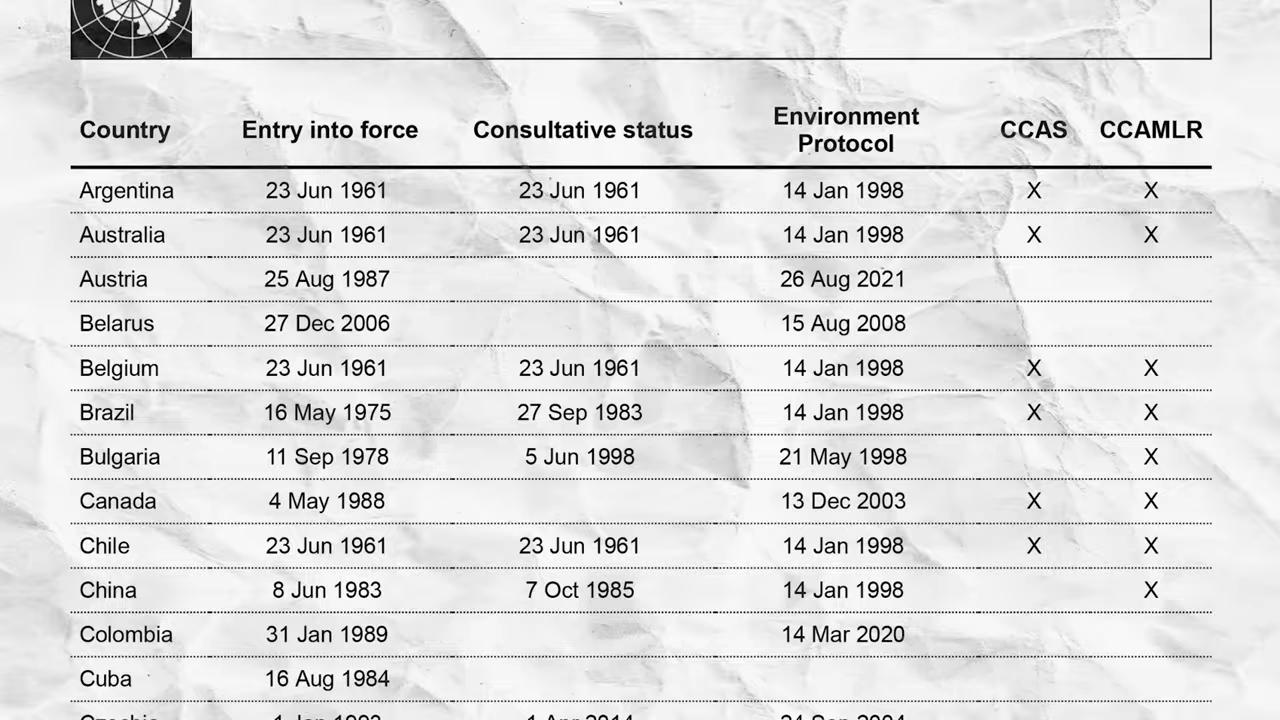 Country Entry into force Consultative status Environment Protocol CCAS CCAMLR
Argentina 23 Jun 1961 23 Jun 1961 14 Jan 1998 X X
Australia 23 Jun 1961 23 Jun 1961 14 Jan 1998 X X
Austria 25 Aug 1987 26 Aug 2021
Belarus 27 Dec 2006 15 Aug 2008
Belgium 23 Jun 1961 23 Jun 1961 14 Jan 1998 X X
Brazil 16 May 1975 27 Sep 1983 14 Jan 1998 X X
Bulgaria 11 Sep 1978 5 Jun 1998 21 May 1998 X
Canada 4 May 1988 13 Dec 2003 X X
Chile 23 Jun 1961 23 Jun 1961 14 Jan 1998 X X
China 8 Jun 1983 7 Oct 1985 14 Jan 1998 X
Colombia 31 Jan 1989 14 Mar 2020
Cuba 16 Aug 1984